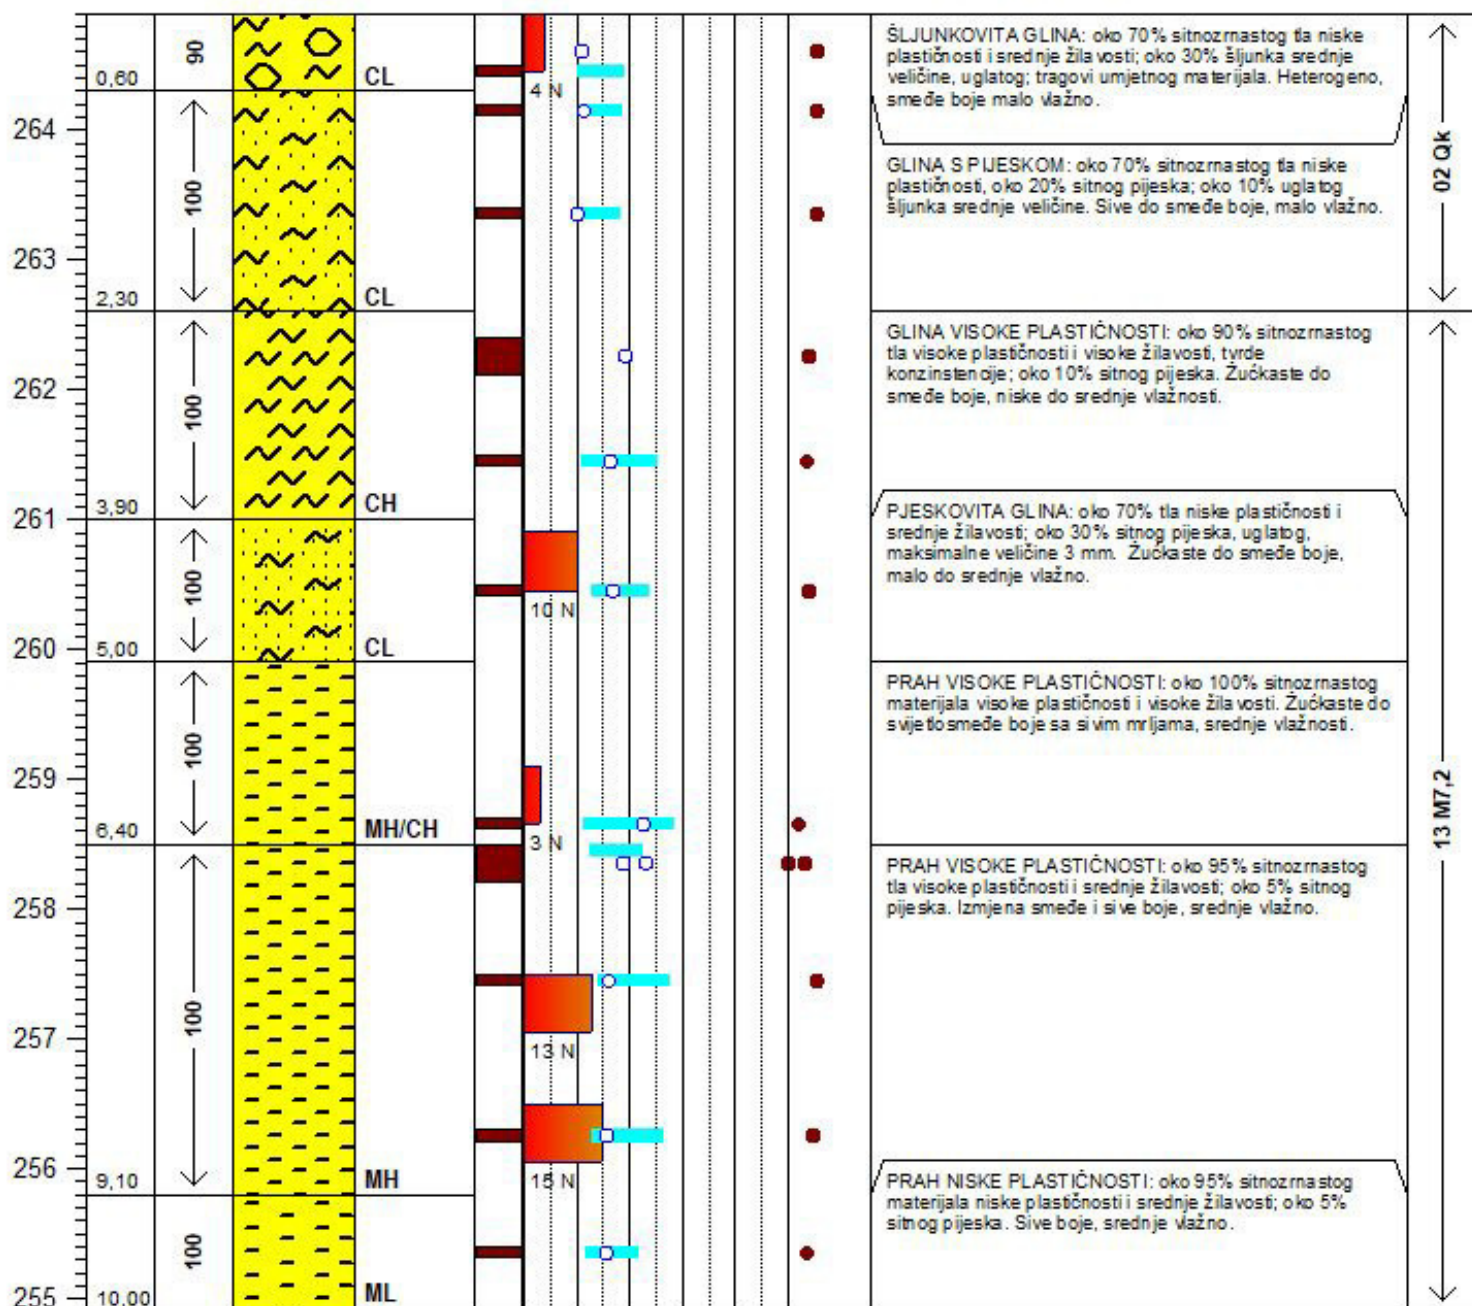 90
0,60
CL
4 N
ŠLJUNKOVITA GLINA: oko 70% sitnozrnastog tla niske
plastičnosti i srednje žilavosti; oko 30% šljunka srednje
veličine, uglatog; tragovi umjetnog materijala. Heterogeno,
smeđe boje malo vlažno.
02 Qk
264
100
GLINA S PIJESKOM: oko 70% sitnozrnastog tla niske
plastičnosti, oko 20% sitnog pijeska; oko 10% uglatog
šljunka srednje veličine. Sive do smeđe boje, malo vlažno.
263
2,30
CL
262
100
3,90
CH
GLINA VISOKE PLASTIČNOSTI: oko 90% sitnozrnastog
tla visoke plastičnosti i visoke žilavosti, tvrde
konzinstencije; oko 10% sitnog pijeska. Žućkaste do
smeđe boje, niske do srednje vlažnosti.
261
100
10 N
PJESKOVITA GLINA: oko 70% tla niske plastičnosti i
srednje žilavosti; oko 30% sitnog pijeska, uglatog,
maksimalne veličine 3 mm. Žućkaste do smeđe boje,
malo do srednje vlažno.
260
5,00
CL
259
100
6,40
MH/CH
3 N
PRAH VISOKE PLASTIČNOSTI: oko 100% sitnozrnastog
materijala visoke plastičnosti i visoke žilavosti. Žućkaste do
svijetlosmeđe boje sa sivim mrljama, srednje vlažnosti.
13 M7,2
258
257
100
13 N
PRAH VISOKE PLASTIČNOSTI: oko 95% sitnozrnastog
tla visoke plastičnosti i srednje žilavosti; oko 5% sitnog
pijeska. Izmjena smeđe i sive boje, srednje vlažno.
256
9,10
MH
15 N
100
PRAH NISKE PLASTIČNOSTI: oko 95% sitnozrnastog
materijala niske plastičnosti i srednje žilavosti; oko 5%
sitnog pijeska. Sive boje, srednje vlažno.
255
10,00
ML